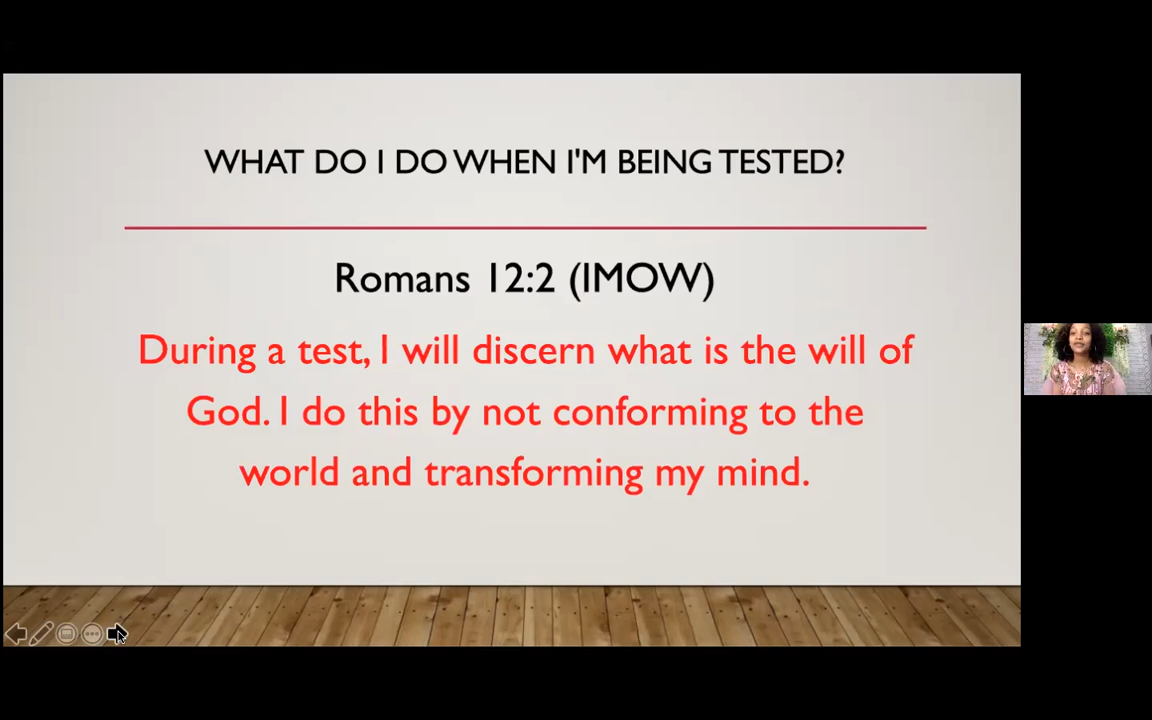 WHAT DO I DO WHEN I'M BEING TESTED?
Romans 12:2 (IMOW)
During a test, I will discern what is the will of
God. I do this by not conforming to the
world and transforming my mind.